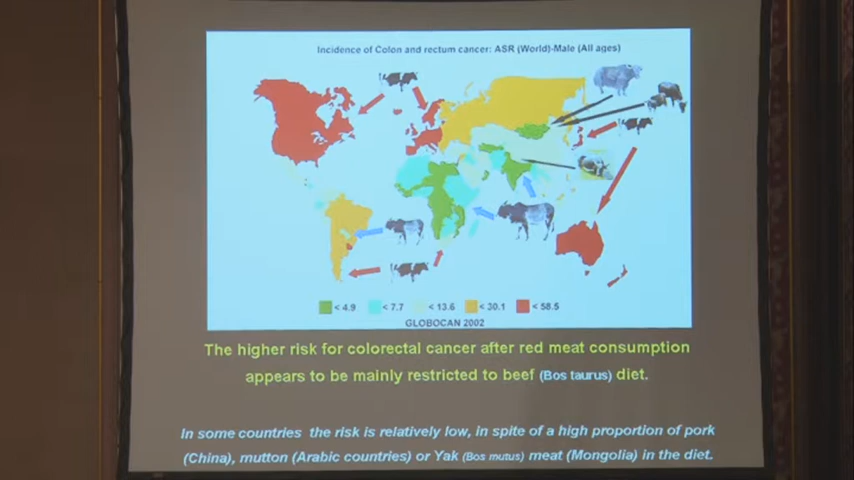 Incidence of Colon and rectum cancer: ASR (World)-Male (All ages)
< 4.9 < 7.7 < 13.6 < 30.1 < 58.5
GLOBOCAN 2002
The higher risk for colorectal cancer after red meat consumption
appears to be mainly restricted to beef (Bos taurus) diet.
In some countries the risk is relatively low, in spite of a high proportion of pork
(China), mutton (Arabic countries) or Yak (Bos mutus) meat (Mongolia) in the diet.